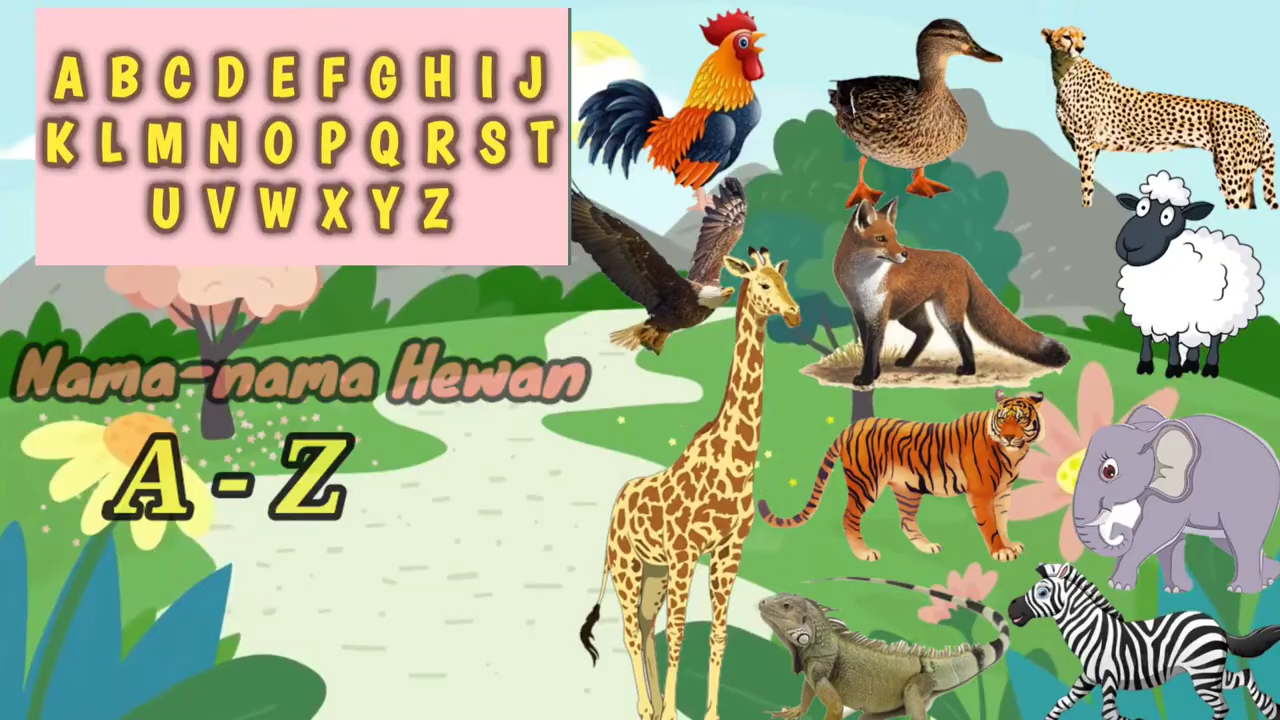 A B C D E F G H I J
K L M N O P Q R S T
U V W X Y Z
Nama-nama Hewan
A - Z